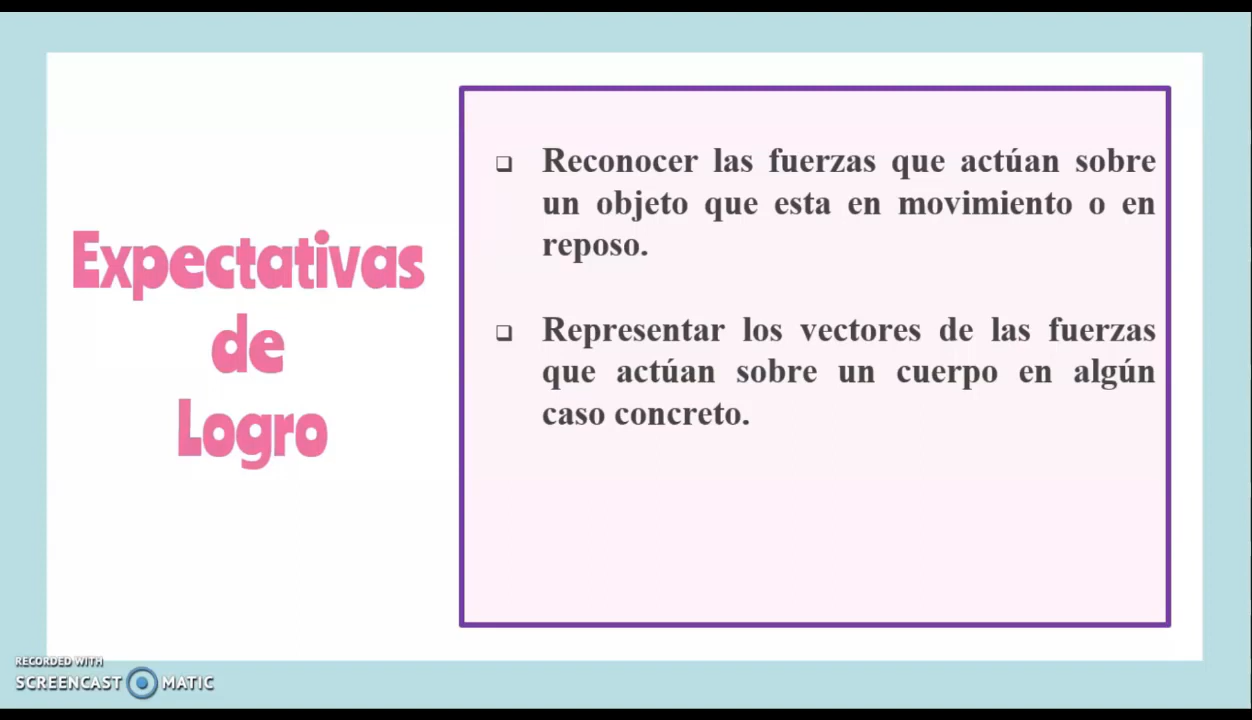 Expectativas
de
Logro
❑ Reconocer las fuerzas que actúan sobre
un objeto que esta en movimiento o en
reposo.
❑ Representar los vectores de las fuerzas
que actúan sobre un cuerpo en algún
caso concreto.
RECORDED WITH
SCREENCAST MATIC